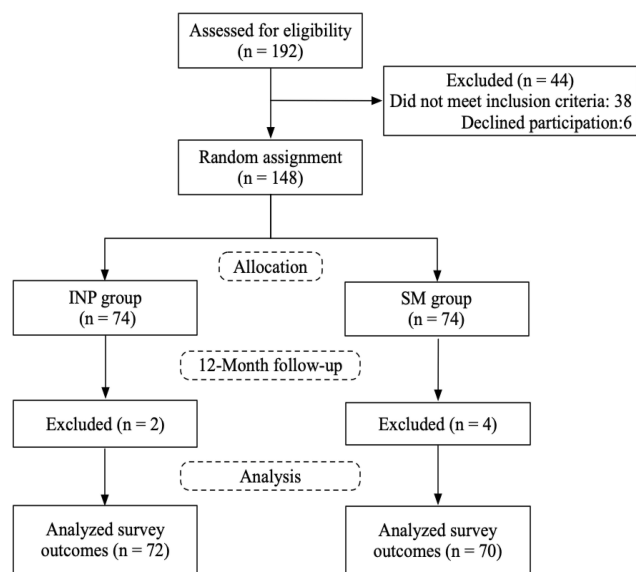 Assessed for eligibility
(n = 192)
Excluded (n = 44)
Did not meet inclusion criteria: 38
Declined participation:6
Random assignment
(n = 148)
Allocation
INP group
(n = 74)
SM group
(n = 74)
12-Month follow-up
Excluded (n = 2)
Excluded (n = 4)
Analysis
Analyzed survey
outcomes (n = 72)
Analyzed survey
outcomes (n = 70)